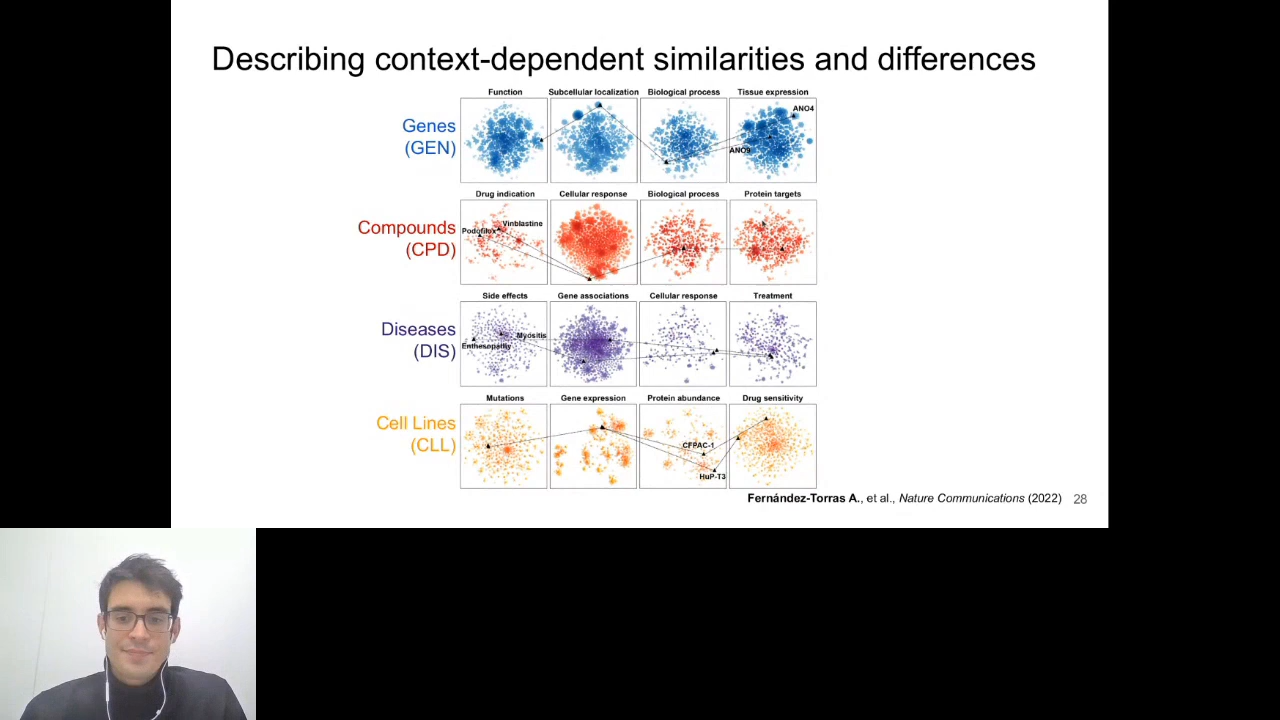 Describing context-dependent similarities and differences
Function Subcellular localization Biological process Tissue expression
Genes
(GEN)
ANO4
ANO9
Drug indication Cellular response Biological process Protein targets
Compounds
(CPD)
Vinblastine
Podofilox
Side effects Gene associations Cellular response Treatment
Diseases
(DIS)
Myositis
Enthesopathy
Mutations Gene expression Protein abundance Drug sensitivity
Cell Lines
(CLL)
CFPAC-1
HuP-T3
Fernández-Torras A., et al., Nature Communications (2022) 28